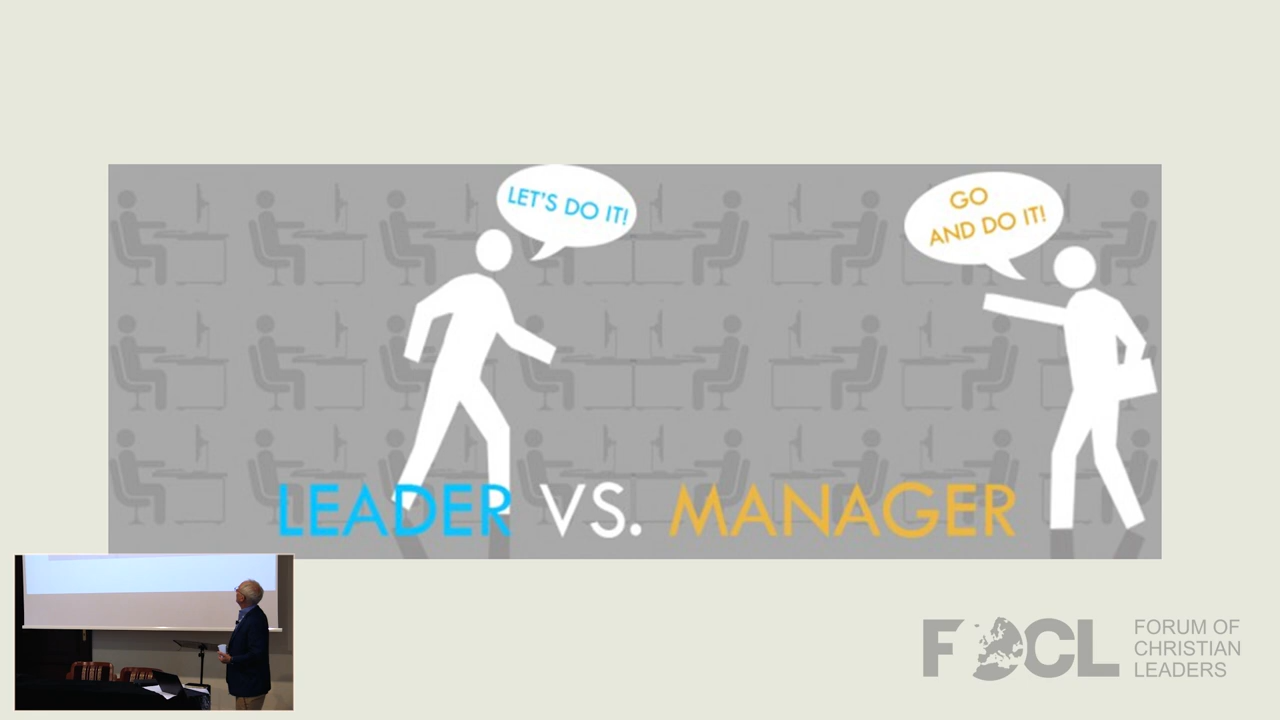 LET'S DO IT!
GO
AND DO IT!
LEADER VS. MANAGER
FOCL
FORUM OF
CHRISTIAN
LEADERS